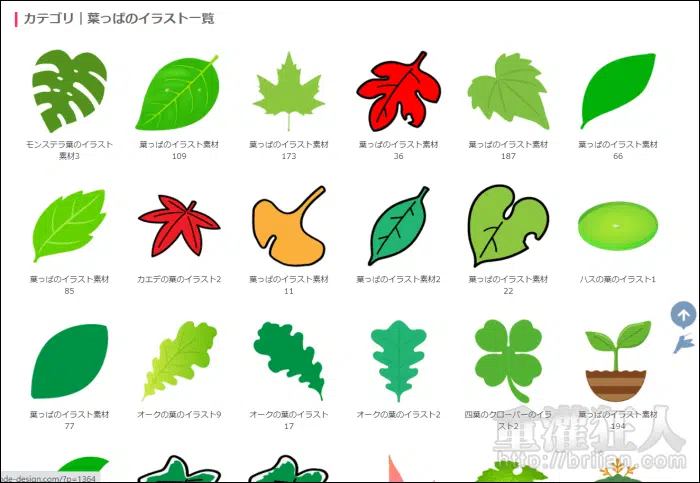 カテゴリ｜葉っぱのイラスト一覧
モンステラ葉のイラスト
素材3
葉っぱのイラスト素材
109
葉っぱのイラスト素材
173
葉っぱのイラスト素材
36
葉っぱのイラスト素材
187
葉っぱのイラスト素材
66
葉っぱのイラスト素材
85
カエデの葉のイラスト2
葉っぱのイラスト素材
11
葉っぱのイラスト素材2
葉っぱのイラスト素材
22
ハスの葉のイラスト1
葉っぱのイラスト素材
77
オークの葉のイラスト9
オークの葉のイラスト
17
オークの葉のイラスト2
四葉のクローバーのイラ
スト2
葉っぱのイラスト素材
194
重灌狂人
http://briian.com
ode-design.com/?p=1364